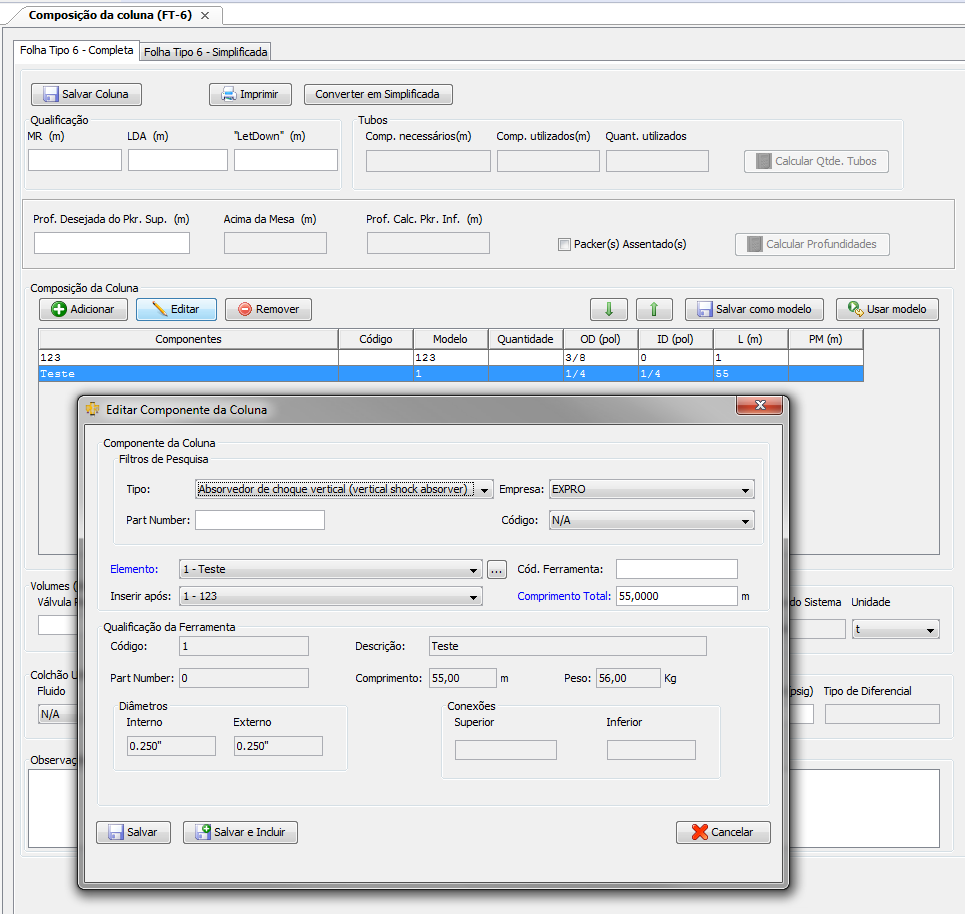 Composição da coluna (FT-6)
Folha Tipo 6 - Completa
Folha Tipo 6 - Simplificada
Salvar Coluna
Imprimir
Converter em Simplificada
Qualificação
Tubos
MR (m)
LDA (m)
"LetDown" (m)
Comp. necessários(m)
Comp. utilizados(m)
Quant. utilizados
Calcular Qtde. Tubos
Prof. Desejada do Pkr. Sup. (m)
Acima da Mesa (m)
Prof. Calc. Pkr. Inf. (m)
Packer(s) Assentado(s)
Calcular Profundidades
Composição da Coluna
Adicionar
Editar
Remover
Salvar como modelo
Usar modelo
Componentes Código Modelo Quantidade OD (pol) ID (pol) L (m) PM (m)
123 123 3/8 0 1
Teste 1 1/4 1/4 55
Editar Componente da Coluna
Componente da Coluna
Filtros de Pesquisa
Tipo: Absorvedor de choque vertical (vertical shock absorver)
Empresa: EXPRO
Part Number:
Código: N/A
Elemento: 1 - Teste ...
Cód. Ferramenta:
Inserir após: 1 - 123
Comprimento Total: 55,0000 m
Qualificação da Ferramenta
Código: 1
Descrição: Teste
Part Number: 0
Comprimento: 55,00 m
Peso: 56,00 Kg
Diâmetros
Interno
Externo
0.250"
0.250"
Conexões
Superior
Inferior
Salvar
Salvar e Incluir
Cancelar
Volumes (
Válvula
do Sistema
Unidade
t
Colchão
Fluido
N/A
psig)
Tipo de Diferencial
Observaç